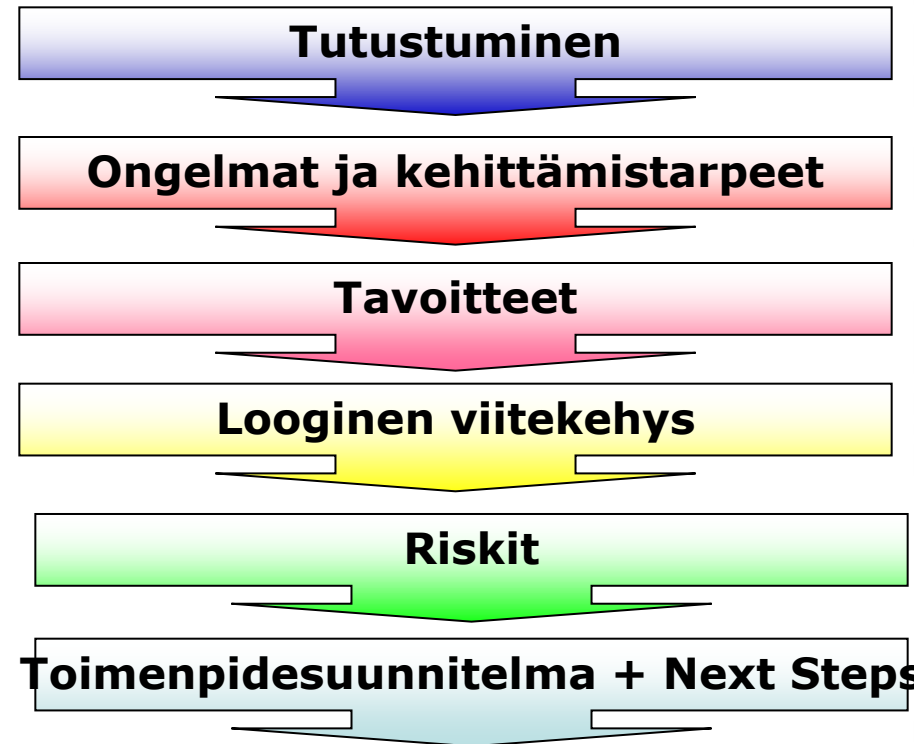 Tutustuminen
Ongelmat ja kehittämistarpeet
Tavoitteet
Looginen viitekehys
Riskit
Toimenpidesuunnitelma + Next Steps